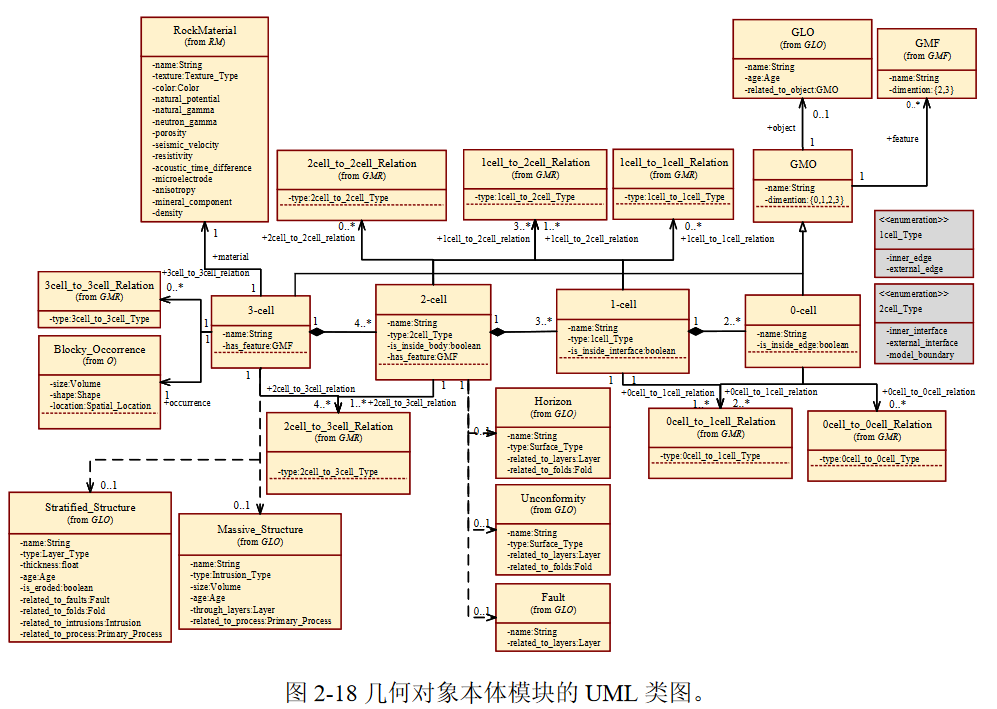 RockMaterial
(from RM)
-name:String
-texture:Texture_Type
-color:Color
-natural_potential
-natural_gamma
-neutron_gamma
-porosity
-seismic_velocity
-resistivity
-acoustic_time_difference
-microelectrode
-anisotropy
-mineral_component
-density
GLO
(from GLO)
-name:String
-age:Age
-related_to_object:GMO
GMF
(from GMF)
-name:String
-dimention:{2,3}
0..1
+object
1
0..*
+feature
1
2cell_to_2cell_Relation
(from GMR)
-type:2cell_to_2cell_Type
1cell_to_2cell_Relation
(from GMR)
-type:1cell_to_2cell_Type
1cell_to_1cell_Relation
(from GMR)
-type:1cell_to_1cell_Type
GMO
-name:String
-dimention:{0,1,2,3}
<<enumeration>>
1cell_Type
-inner_edge
-external_edge
<<enumeration>>
2cell_Type
-inner_interface
-external_interface
-model_boundary
1
+material
1
0..*
+2cell_to_2cell_relation
3..*
+1cell_to_2cell_relation
1..*
+1cell_to_2cell_relation
0..*
+1cell_to_1cell_relation
3cell_to_3cell_Relation
(from GMR)
-type:3cell_to_3cell_Type
+3cell_to_3cell_relation
0..*
1
1
3-cell
-name:String
-has_feature:GMF
1
4..*
2-cell
-name:String
-type:2cell_Type
-is_inside_body:boolean
-has_feature:GMF
1
3..*
1-cell
-name:String
-type:1cell_Type
-is_inside_interface:boolean
1
2..*
0-cell
-name:String
-is_inside_edge:boolean
Blocky_Occorrence
(from O)
-size:Volume
-shape:Shape
-location:Spatial_Location
1
+occurrence
1
+2cell_to_3cell_relation
4..*
1
1..*
+2cell_to_3cell_relation
1
1
1
+0cell_to_1cell_relation
1..*
+0cell_to_1cell_relation
2..*
+0cell_to_0cell_relation
0..*
2cell_to_3cell_Relation
(from GMR)
-type:2cell_to_3cell_Type
Horizon
(from GLO)
-name:String
-type:Surface_Type
-related_to_layers:Layer
-related_to_folds:Fold
0..1
0cell_to_1cell_Relation
(from GMR)
-type:0cell_to_1cell_Type
0cell_to_0cell_Relation
(from GMR)
-type:0cell_to_0cell_Type
0..1
0..1
Stratified_Structure
(from GLO)
-name:String
-type:Layer_Type
-thickness:float
-age:Age
-is_eroded:boolean
-related_to_faults:Fault
-related_to_folds:Fold
-related_to_intrusions:Intrusion
-related_to_process:Primary_Process
Massive_Structure
(from GLO)
-name:String
-type:Intrusion_Type
-size:Volume
-age:Age
-through_layers:Layer
-related_to_process:Primary_Process
Unconformity
(from GLO)
-name:String
-type:Surface_Type
-related_to_layers:Layer
-related_to_folds:Fold
0..1
Fault
(from GLO)
-name:String
-related_to_layers:Layer
0..1
图 2-18 几何对象本体模块的 UML 类图。